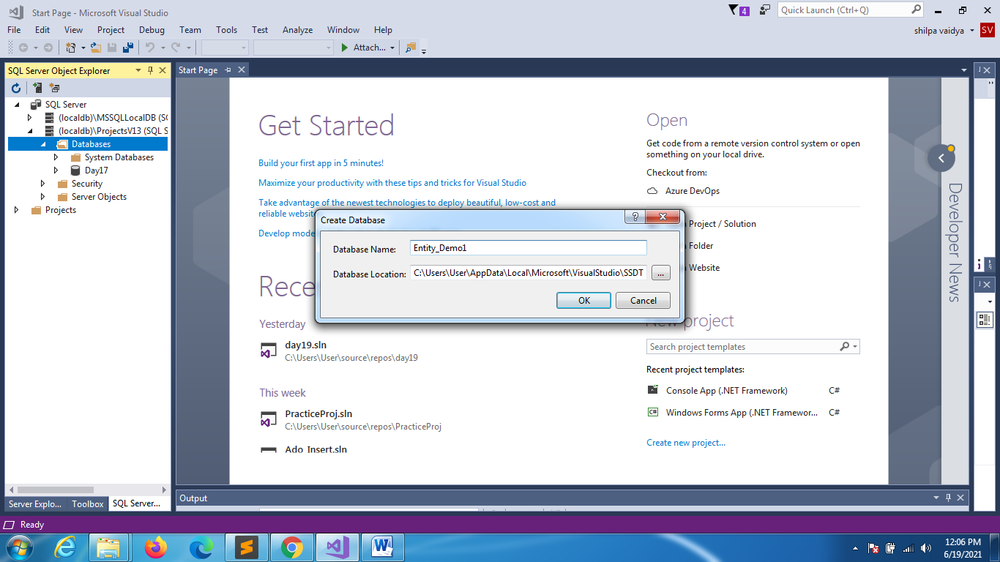 Start Page - Microsoft Visual Studio
4
Quick Launch (Ctrl+Q)
File Edit View Project Debug Team Tools Test Analyze Window Help
shilpa vaidya SV
Attach...
SQL Server Object Explorer
Start Page
SQL Server
(localdb)\MSSQLLocalDB (SQ
(localdb)\ProjectsV13 (SQL S
Databases
System Databases
Day17
Security
Server Objects
Projects
Get Started
Build your first app in 5 minutes!
Maximize your productivity with these tips and tricks for Visual Studio
Take advantage of the newest technologies to deploy beautiful, low-cost and
reliable website
Develop mode
Rece
Yesterday
day19.sln
C:\Users\User\source\repos\day19
This week
PracticeProj.sln
C:\Users\User\source\repos\PracticeProj
Ado_Insert.sln
Open
Get code from a remote version control system or open
something on your local drive.
Checkout from:
Azure DevOps
Project / Solution
Folder
Website
New project
Search project templates
Recent project templates:
Console App (.NET Framework) C#
Windows Forms App (.NET Framewor... C#
Create new project...
Developer News
Create Database
?
Database Name: Entity_Demo1
Database Location: C:\Users\User\AppData\Local\Microsoft\VisualStudio\SSDT ...
OK Cancel
Server Explo... Toolbox SQL Server...
Output
Ready
12:06 PM
6/19/2021